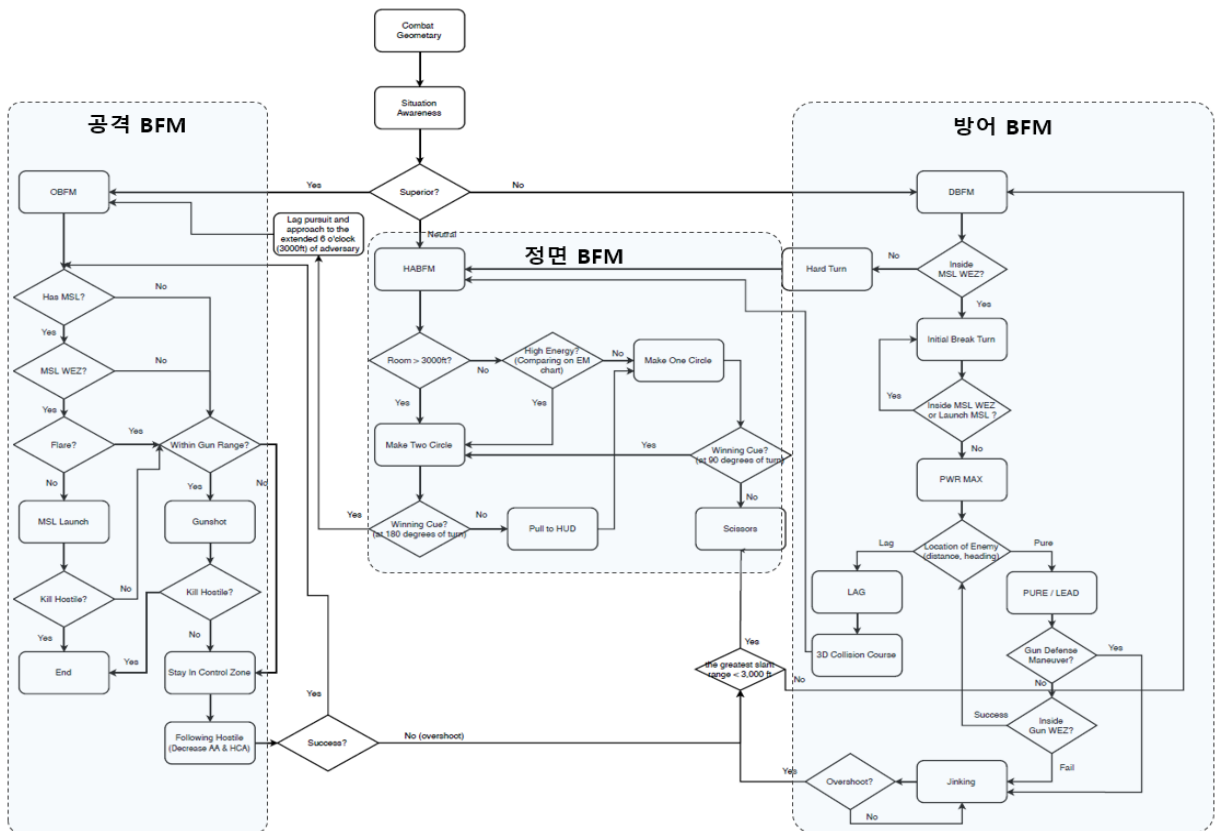 Combat
Geometary
Situation
Awareness
Superior?
Yes
No
Neutral
공격 BFM
OBFM
Has MSL?
No
Yes
MSL WEZ?
No
Yes
Flare?
Yes
No
Within Gun Range?
No
Yes
MSL Launch
Gunshot
Kill Hostile?
No
Yes
Kill Hostile?
Yes
No
End
Stay In Control Zone
Following Hostile
(Decrease AA & HCA)
Success?
Yes
No (overshoot)
Lag pursuit and
approach to the
extended 6 o'clock
(3000ft) of adversary
정면 BFM
HABFM
Room > 3000ft?
No
Yes
High Energy?
(Comparing on EM
chart)
No
Yes
Make One Circle
Make Two Circle
Yes
Winning Cue?
(at 90 degrees of turn)
No
Yes
Winning Cue?
(at 180 degrees of turn)
No
Pull to HUD
Scissors
Yes
the greatest slant
range < 3,000 ft
No
방어 BFM
DBFM
Hard Turn
No
Inside
MSL WEZ?
Yes
Initial Break Turn
Yes
Inside MSL WEZ
or Launch MSL ?
No
PWR MAX
Lag
Location of Enemy
(distance, heading)
Pure
LAG
PURE / LEAD
3D Collision Course
Gun Defense
Maneuver?
Yes
No
Success
Inside
Gun WEZ?
Fail
Yes
Overshoot?
Jinking
No